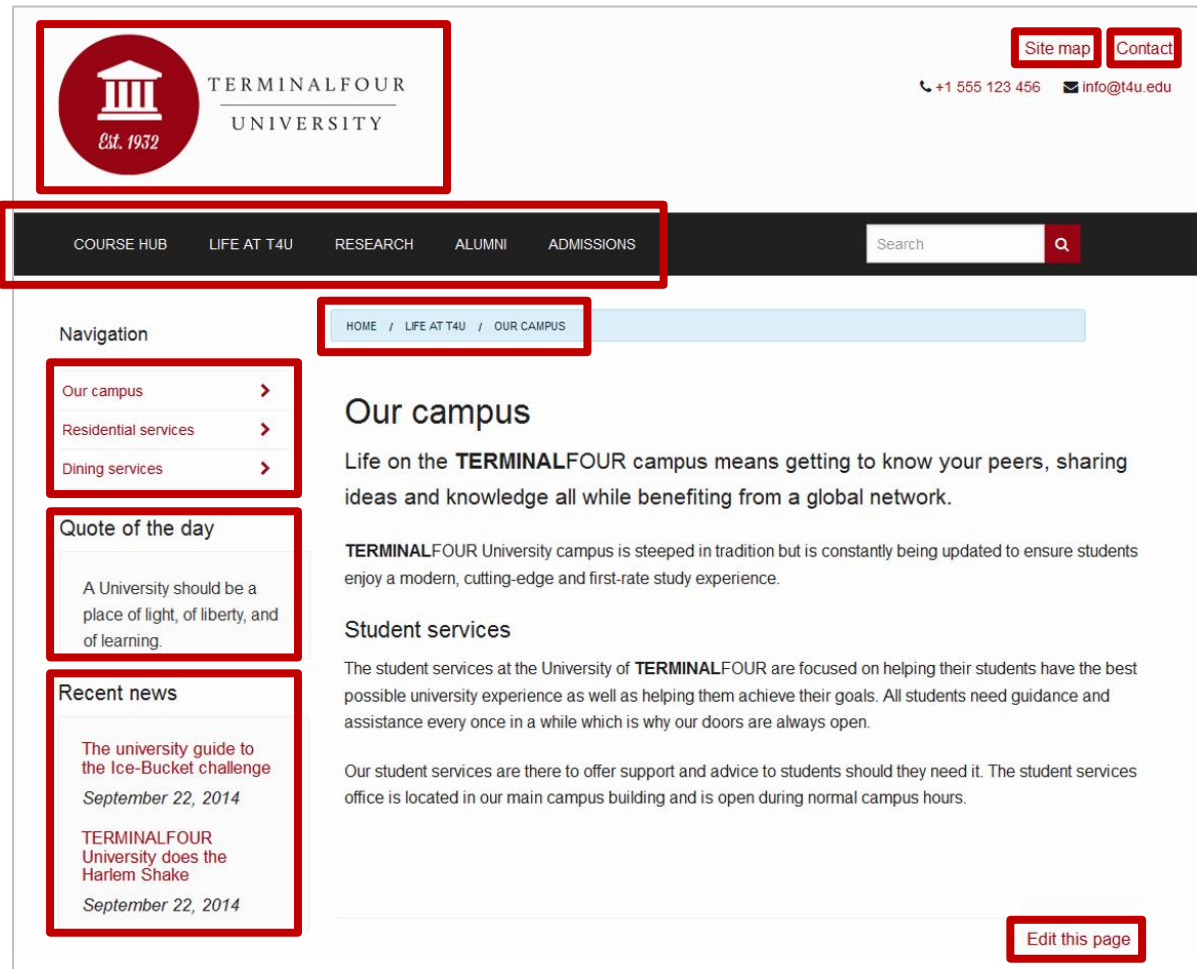 Est. 1932
TERMINALFOUR
UNIVERSITY
Site map Contact
+1 555 123 456 info@t4u.edu
COURSE HUB LIFE AT T4U RESEARCH ALUMNI ADMISSIONS Search
Navigation
Our campus
Residential services
Dining services
Quote of the day
A University should be a
place of light, of liberty, and
of learning.
Recent news
The university guide to
the Ice-Bucket challenge
September 22, 2014
TERMINALFOUR
University does the
Harlem Shake
September 22, 2014
HOME / LIFE AT T4U / OUR CAMPUS
Our campus
Life on the TERMINALFOUR campus means getting to know your peers, sharing
ideas and knowledge all while benefiting from a global network.
TERMINALFOUR University campus is steeped in tradition but is constantly being updated to ensure students
enjoy a modern, cutting-edge and first-rate study experience.
Student services
The student services at the University of TERMINALFOUR are focused on helping their students have the best
possible university experience as well as helping them achieve their goals. All students need guidance and
assistance every once in a while which is why our doors are always open.
Our student services are there to offer support and advice to students should they need it. The student services
office is located in our main campus building and is open during normal campus hours.
Edit this page